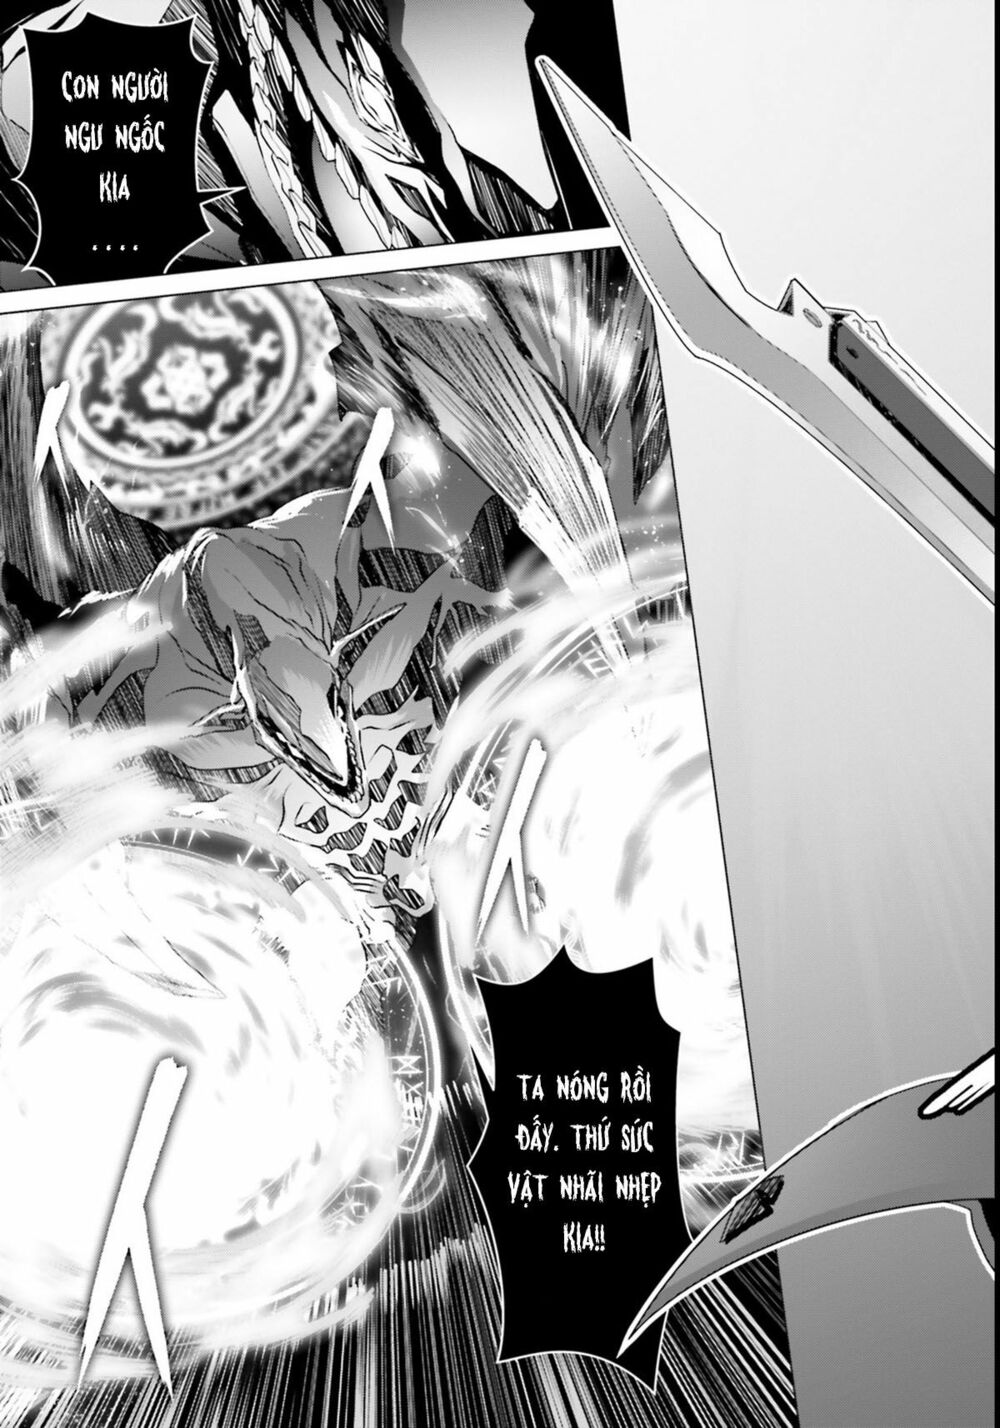 CON NGƯỜI
NGU NGỐC
KIA
....
TA NÓNG RỒI
ĐẤY. THỨ SÚC
VẬT NHÃI NHẸP
KIA!!